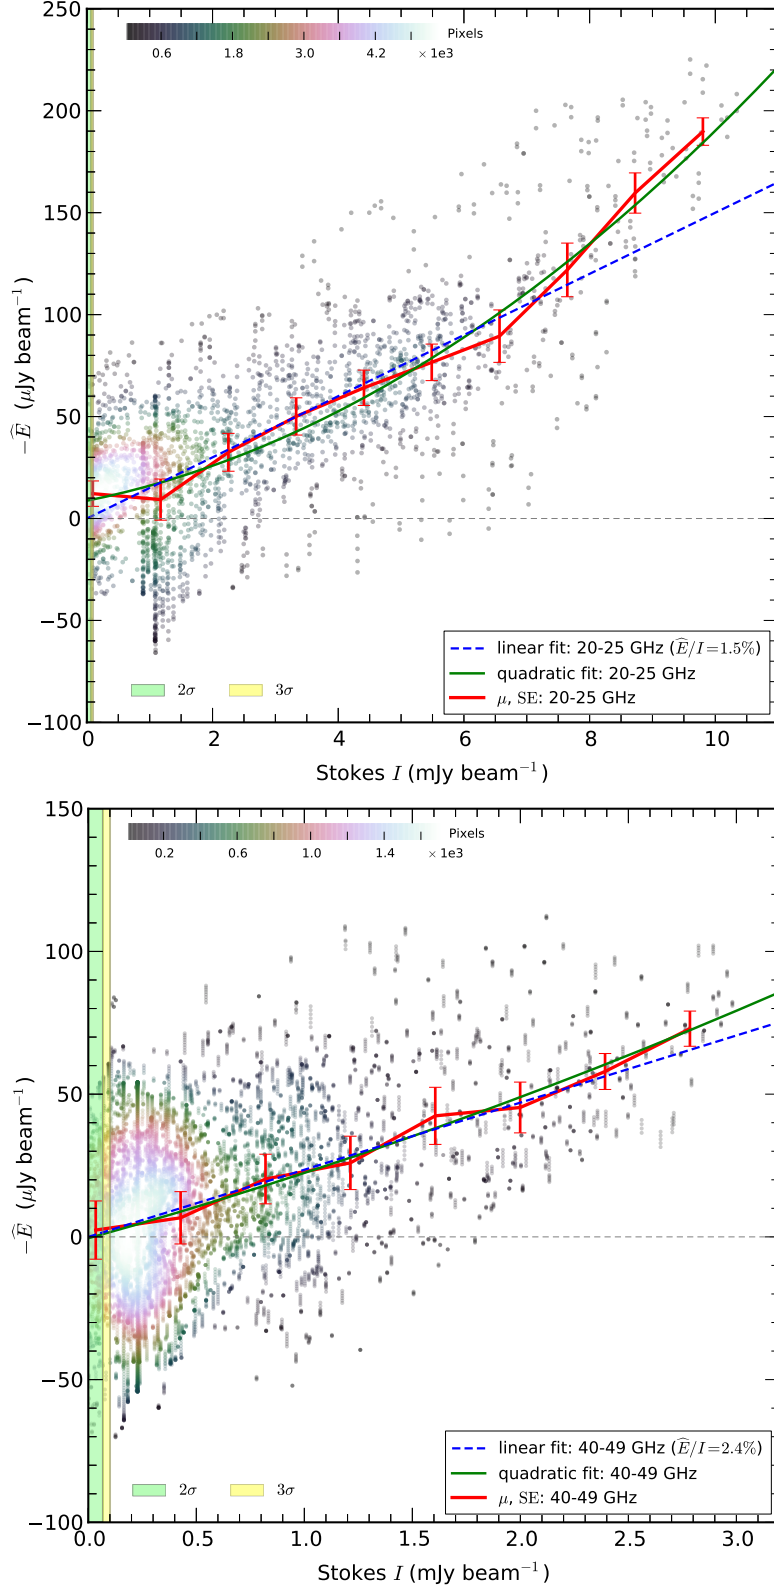 250
200
150
100
50
0
−50
−100
−Ê (μJy beam⁻¹)
0.6 1.8 3.0 4.2 ×1e3
Pixels
linear fit: 20-25 GHz (Ê/I=1.5%)
quadratic fit: 20-25 GHz
μ, SE: 20-25 GHz
2σ 3σ
0 2 4 6 8 10
Stokes I (mJy beam⁻¹)
150
100
50
0
−50
−100
−Ê (μJy beam⁻¹)
0.2 0.6 1.0 1.4 ×1e3
Pixels
linear fit: 40-49 GHz (Ê/I=2.4%)
quadratic fit: 40-49 GHz
μ, SE: 40-49 GHz
2σ 3σ
0.0 0.5 1.0 1.5 2.0 2.5 3.0
Stokes I (mJy beam⁻¹)